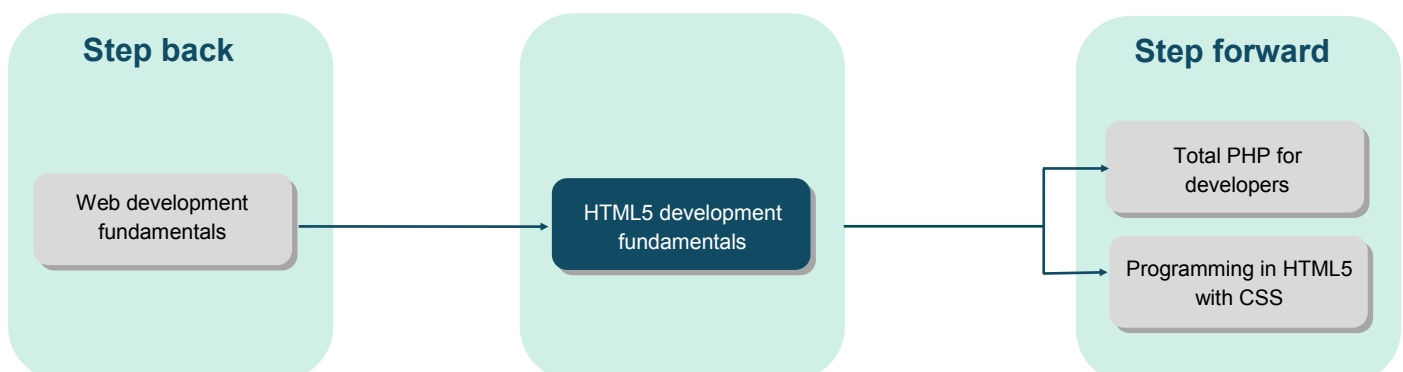 Step back
Web development
fundamentals
HTML5 development
fundamentals
Step forward
Total PHP for
developers
Programming in HTML5
with CSS